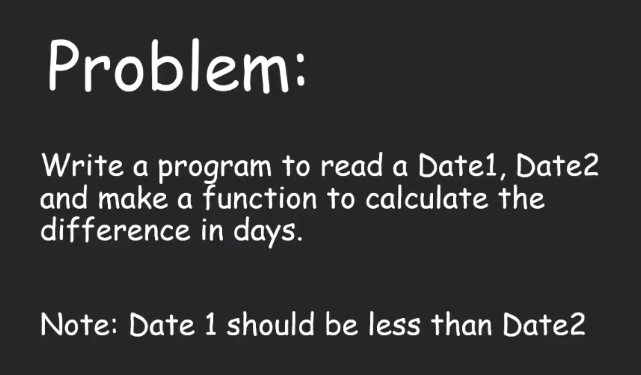 Problem:
Write a program to read a Date1, Date2
and make a function to calculate the
difference in days.
Note: Date 1 should be less than Date2